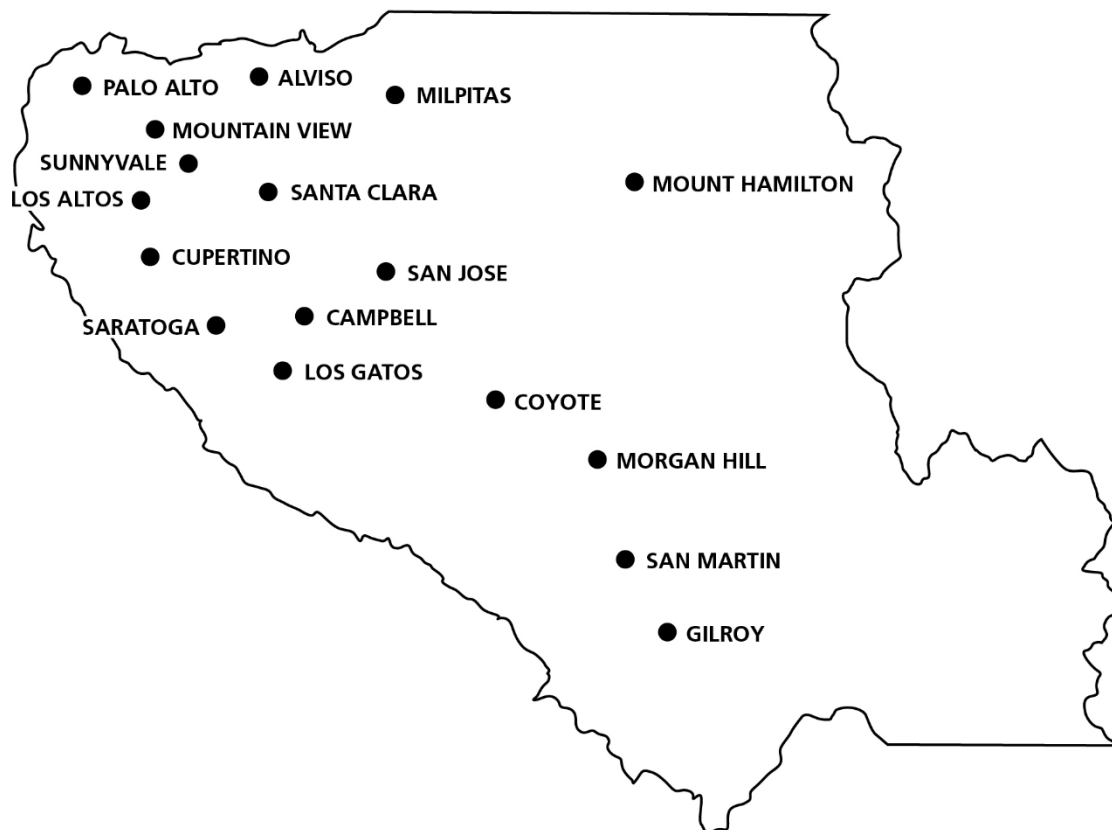 ALVISO
PALO ALTO
MILPITAS
MOUNTAIN VIEW
SUNNYVALE
MOUNT HAMILTON
SANTA CLARA
LOS ALTOS
CUPERTINO
SAN JOSE
CAMPBELL
SARATOGA
LOS GATOS
COYOTE
MORGAN HILL
SAN MARTIN
GILROY